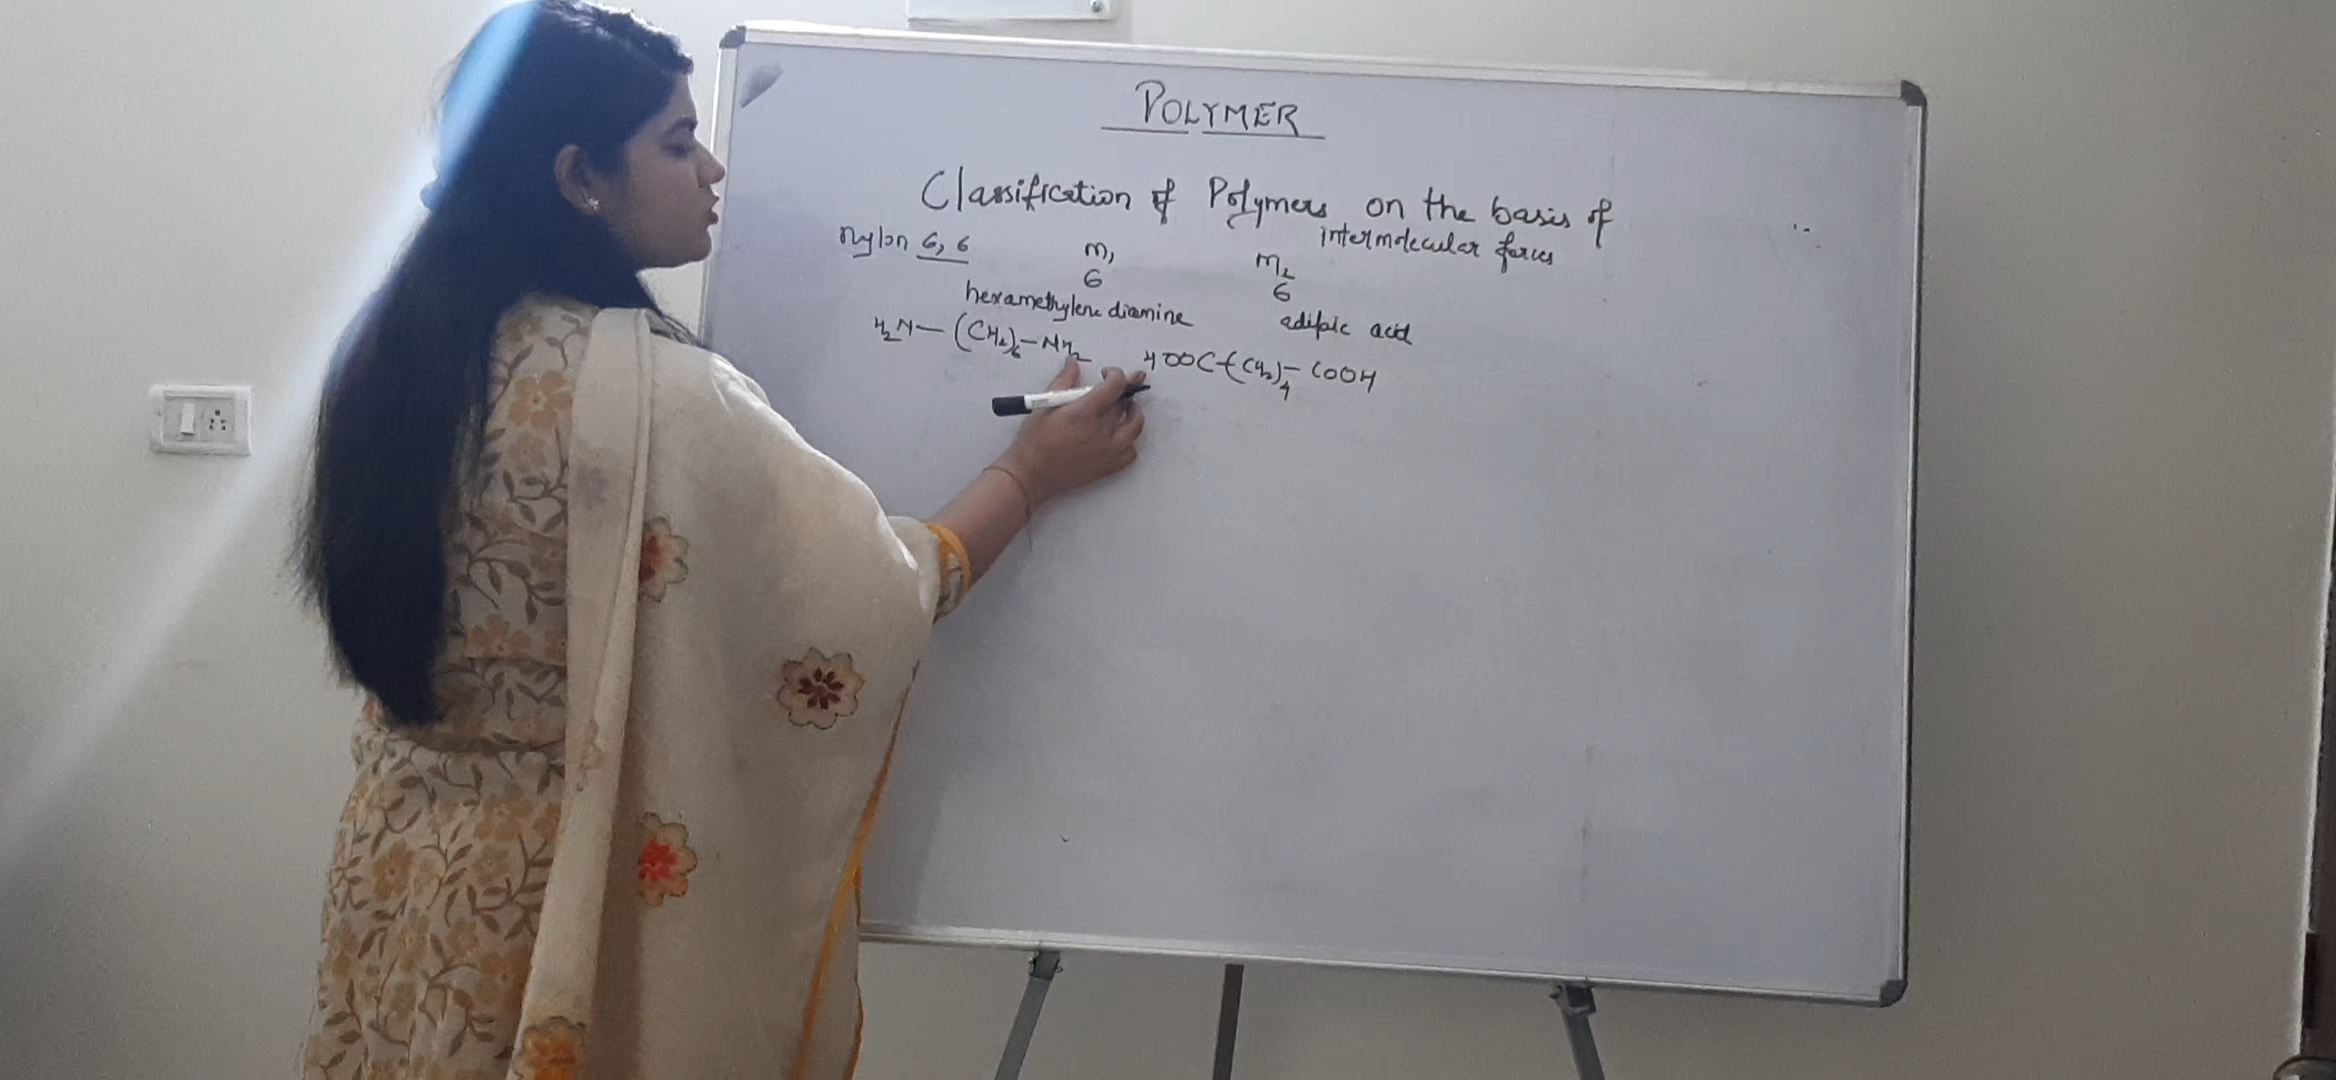 POLYMER
Classification of Polymers on the basis of
intermolecular forces
Nylon 6, 6
m₁
m₂
6
6
hexamethylene diamine
adipic acid
H₂N—(CH₂)₆—NH₂
HOOC-(CH₂)₄-COOH